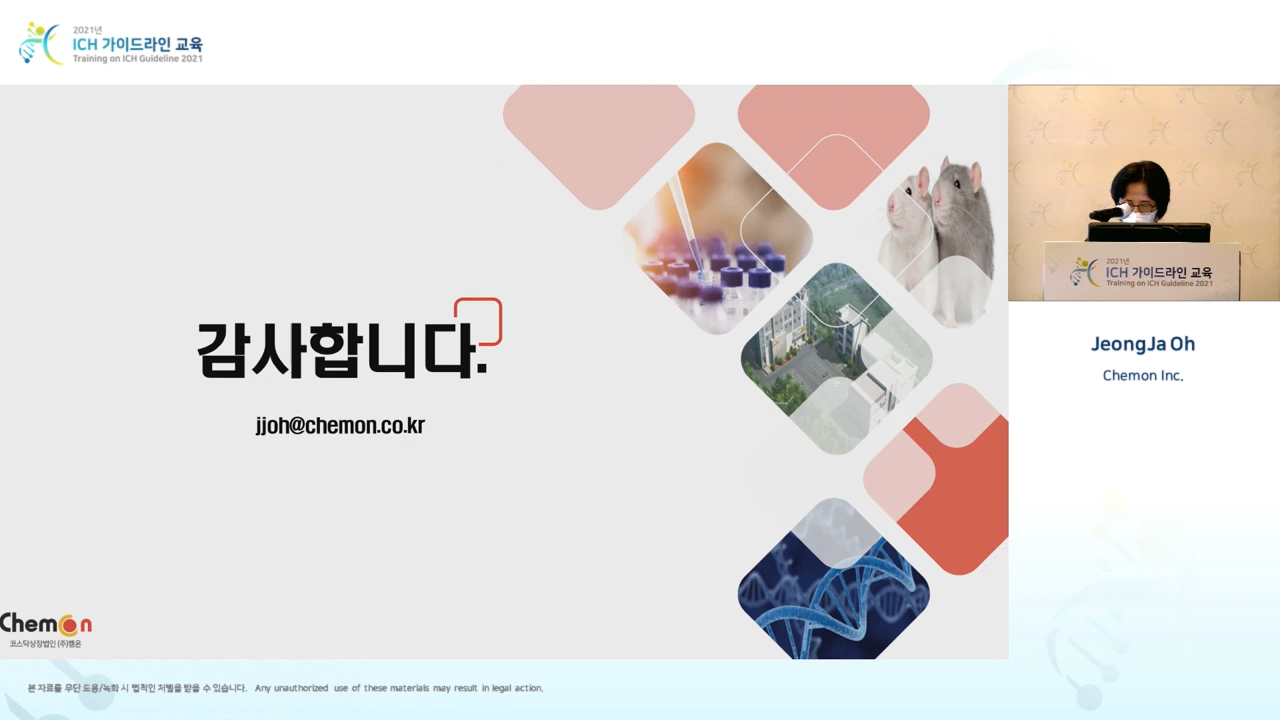 2021년
ICH 가이드라인 교육
Training on ICH Guideline 2021
감사합니다.
jjoh@chemon.co.kr
2021년
ICH 가이드라인 교육
Training on ICH Guideline 2021
JeongJa Oh
Chemon Inc.
Chemon
코스닥상장법인 (주)켐온
본 자료를 무단 도용/녹화 시 법적인 처벌을 받을 수 있습니다. Any unauthorized use of these materials may result in legal action.